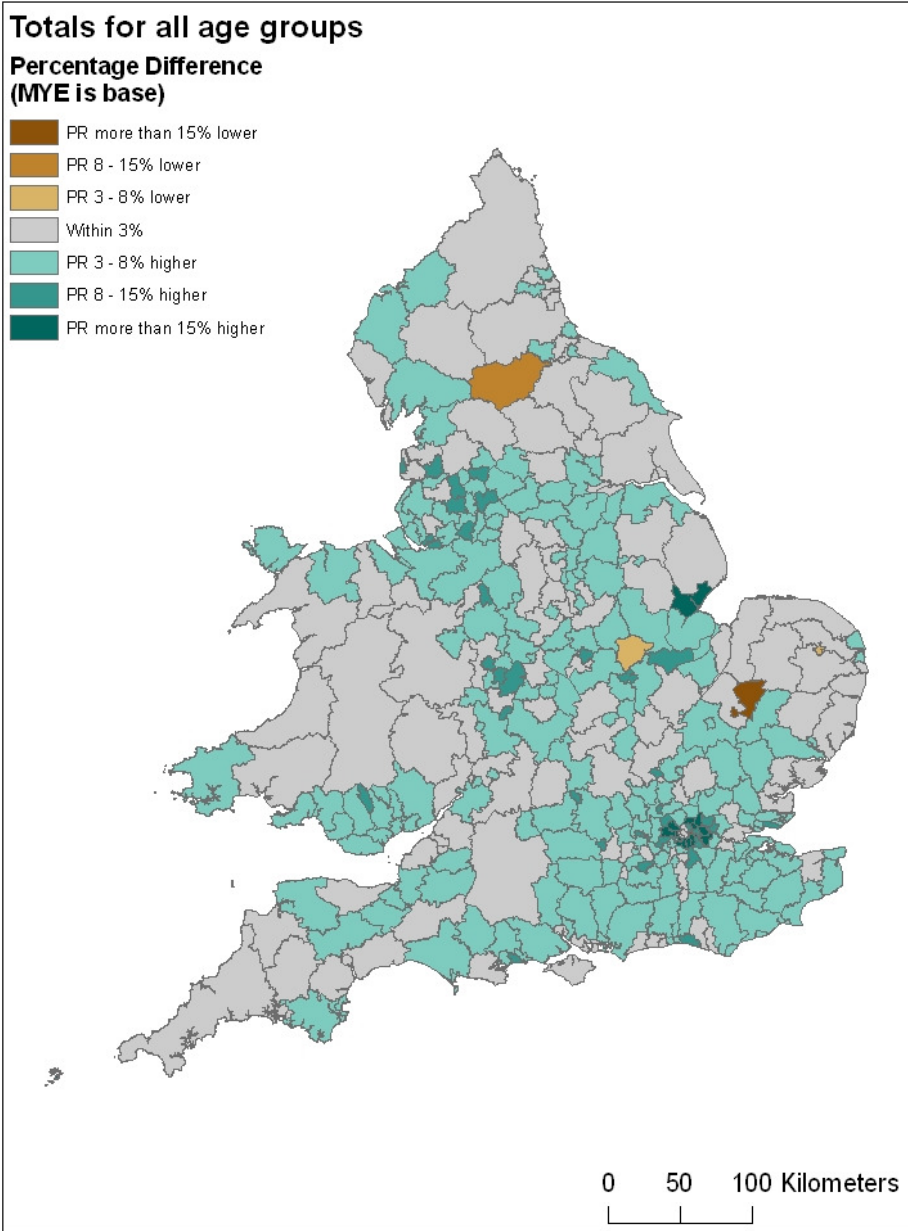 Totals for all age groups
Percentage Difference
(MYE is base)
PR more than 15% lower
PR 8 - 15% lower
PR 3 - 8% lower
Within 3%
PR 3 - 8% higher
PR 8 - 15% higher
PR more than 15% higher
0 50 100 Kilometers